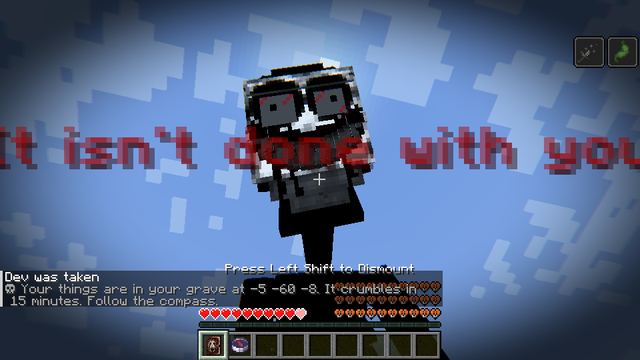 It isn't done with you
Press Left Shift to Dismount
Dev was taken
☠ Your things are in your grave at -5 -60 -8. It crumbles in
15 minutes. Follow the compass.